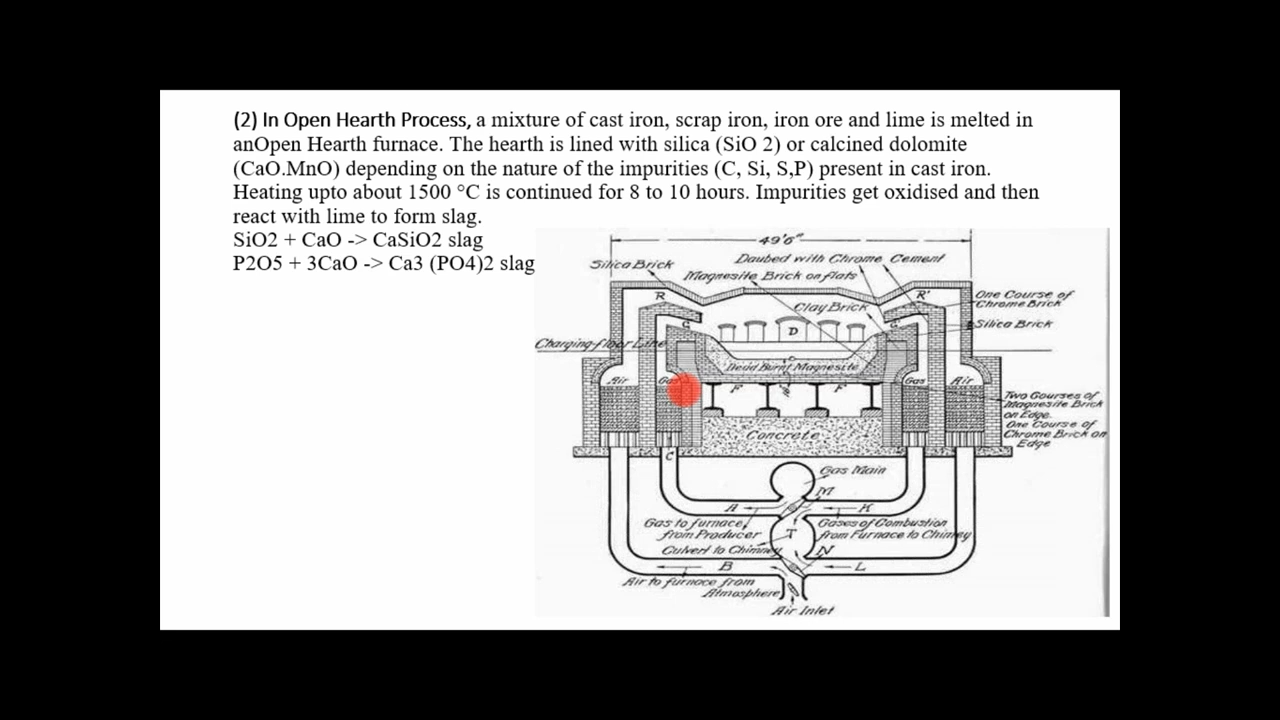 (2) In Open Hearth Process, a mixture of cast iron, scrap iron, iron ore and lime is melted in
anOpen Hearth furnace. The hearth is lined with silica (SiO 2) or calcined dolomite
(CaO.MnO) depending on the nature of the impurities (C, Si, S,P) present in cast iron.
Heating upto about 1500 °C is continued for 8 to 10 hours. Impurities get oxidised and then
react with lime to form slag.
SiO2 + CaO -> CaSiO2 slag
P2O5 + 3CaO -> Ca3 (PO4)2 slag
49'6"
Daubed with Chrome Cement
Silica Brick
Magnesite Brick on flats
R
R'
One Course of
Chrome Brick
Clay Brick
G
G'
Silica Brick
D
Charging-floor Line
Dead Burnt Magnesite
Air
Gas
F
F
Gas
Air
Two Courses of
Magnesite Brick
on Edge.
One Course of
Chrome Brick on
Edge
Concrete
C
Gas Main
M
A
K
Gas to furnace
from Producer
Gases of Combustion
from Furnace to Chimney
T
Culvert to Chimney
N
B
L
Air to furnace from
Atmosphere
Air Inlet